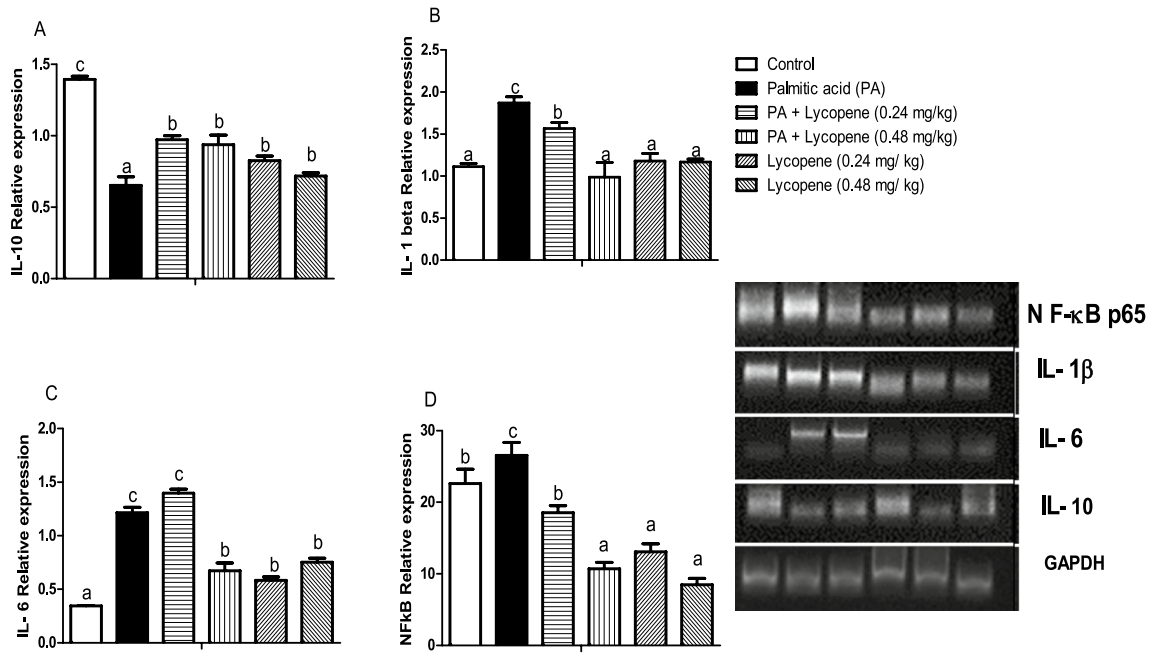 A
IL-10 Relative expression
1.5
1.0
0.5
0.0
c
a
b
b
b
b
B
IL- 1 beta Relative expression
2.5
2.0
1.5
1.0
0.5
0.0
a
c
b
a
a
a
Control
Palmitic acid (PA)
PA + Lycopene (0.24 mg/kg)
PA + Lycopene (0.48 mg/kg)
Lycopene (0.24 mg/ kg)
Lycopene (0.48 mg/ kg)
C
IL- 6 Relative expression
2.0
1.5
1.0
0.5
0.0
a
c
c
b
b
b
D
NFkB Relative expression
30
20
10
0
b
c
b
a
a
a
N F-κB p65
IL- 1β
IL- 6
IL- 10
GAPDH